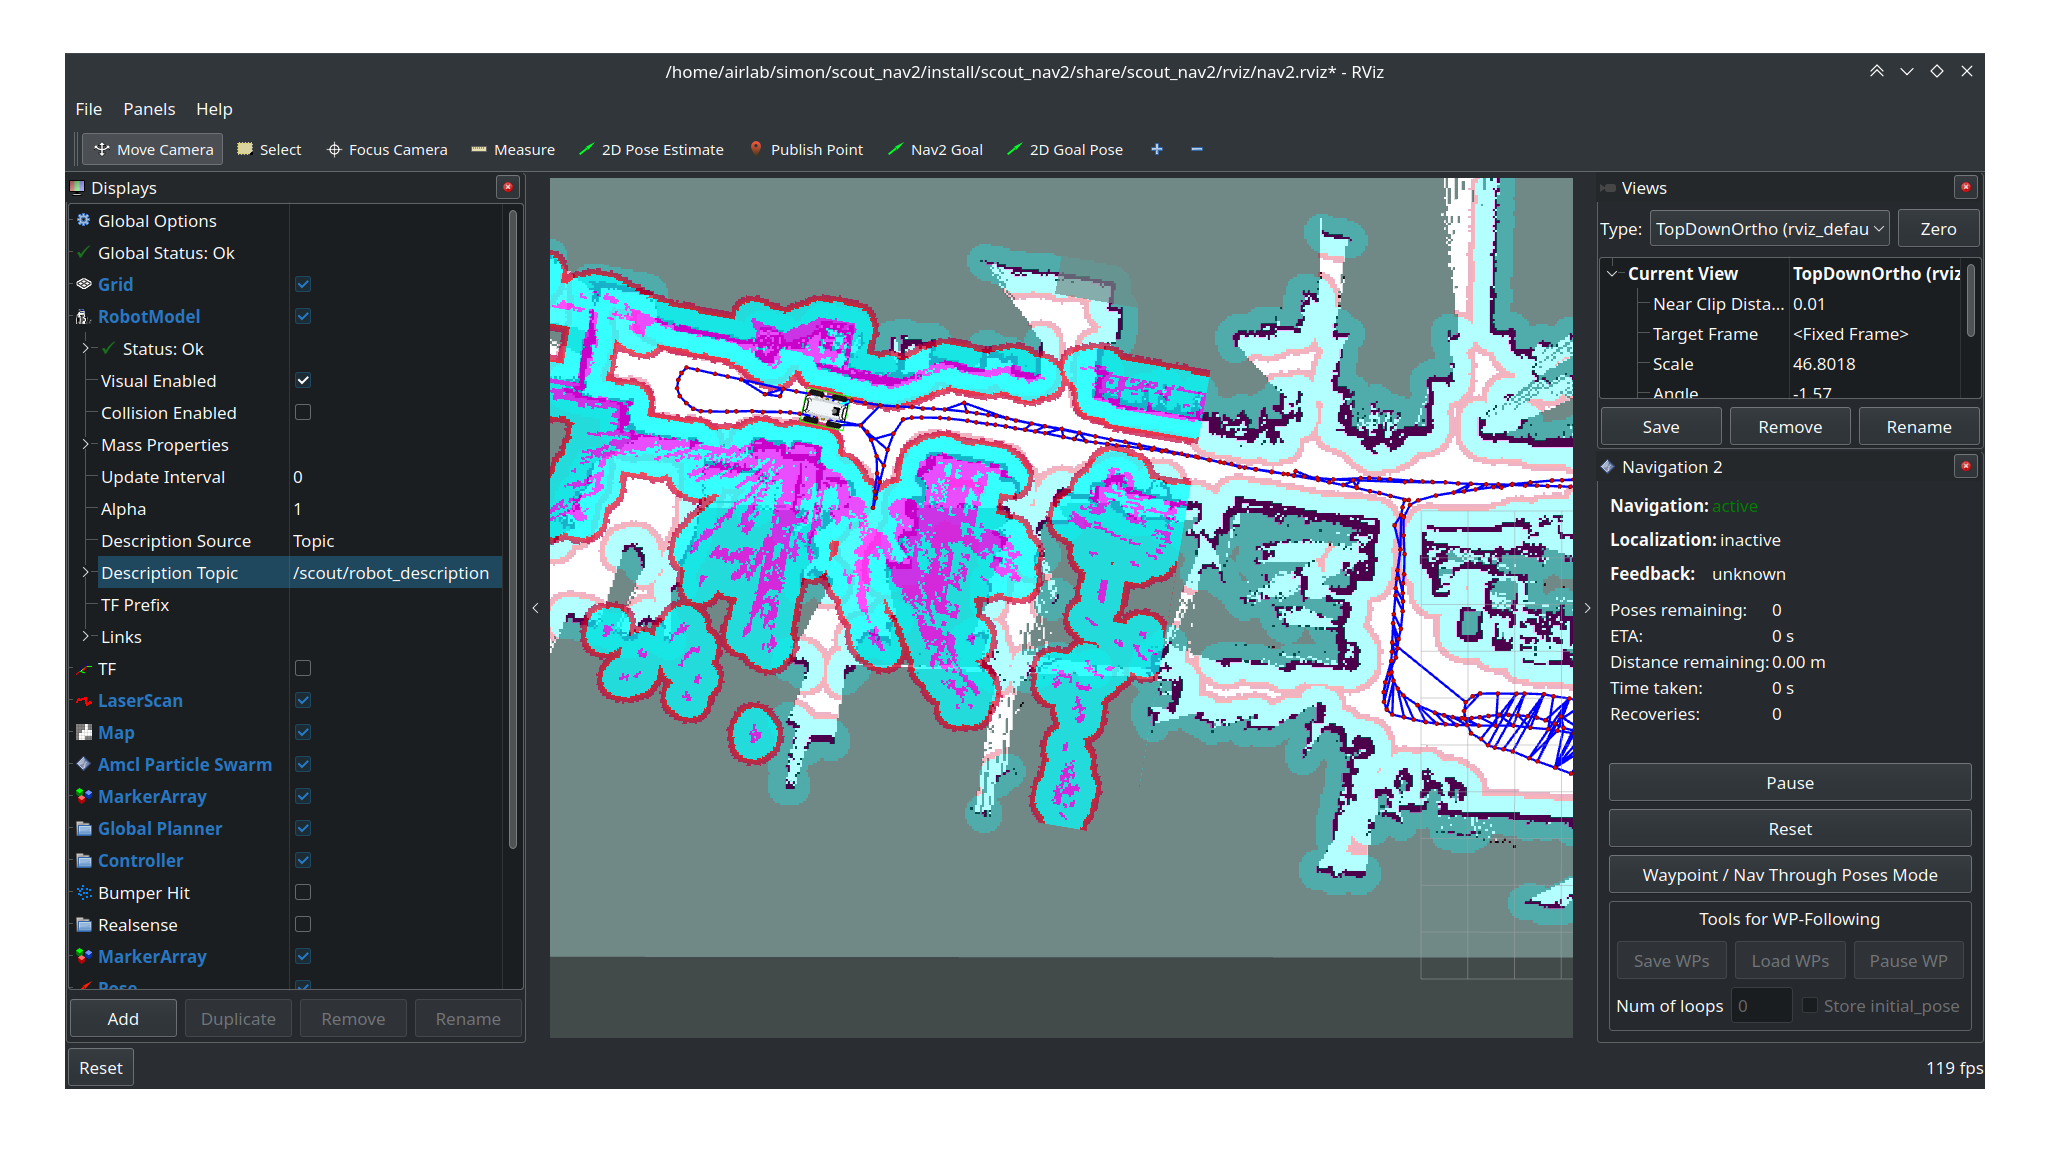 /home/airlab/simon/scout_nav2/install/scout_nav2/share/scout_nav2/rviz/nav2.rviz* - RViz
File Panels Help
Move Camera Select Focus Camera Measure 2D Pose Estimate Publish Point Nav2 Goal 2D Goal Pose
Displays
Global Options
Global Status: Ok
Grid
RobotModel
Status: Ok
Visual Enabled
Collision Enabled
Mass Properties
Update Interval 0
Alpha 1
Description Source Topic
Description Topic /scout/robot_description
TF Prefix
Links
TF
LaserScan
Map
Amcl Particle Swarm
MarkerArray
Global Planner
Controller
Bumper Hit
Realsense
MarkerArray
Pose
Add Duplicate Remove Rename
Reset
Views
Type: TopDownOrtho (rviz_defau Zero
Current View TopDownOrtho (rviz
Near Clip Dista... 0.01
Target Frame <Fixed Frame>
Scale 46.8018
Angle -1.57
Save Remove Rename
Navigation 2
Navigation: active
Localization: inactive
Feedback: unknown
Poses remaining: 0
ETA: 0 s
Distance remaining: 0.00 m
Time taken: 0 s
Recoveries: 0
Pause
Reset
Waypoint / Nav Through Poses Mode
Tools for WP-Following
Save WPs Load WPs Pause WP
Num of loops 0 Store initial_pose
119 fps